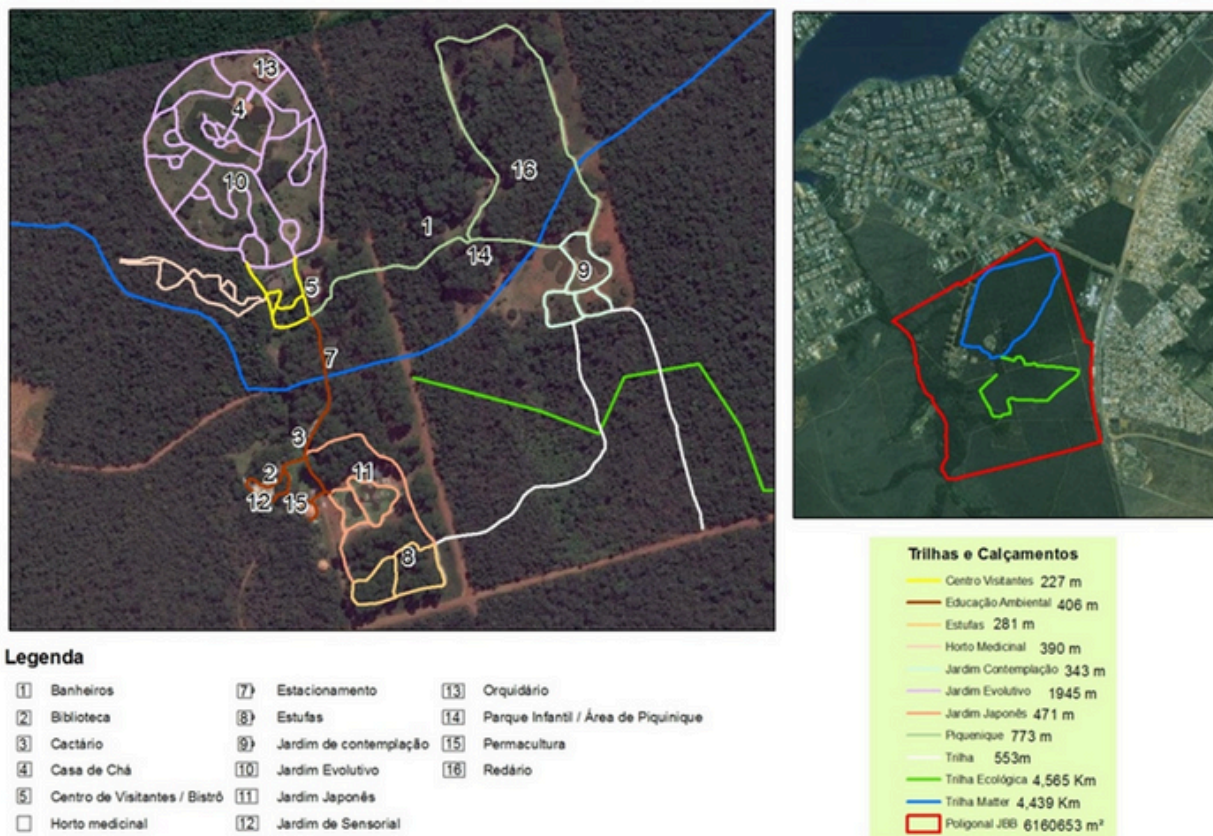 13
4
10
16
1
14
9
5
7
3
2
11
12
15
8
Legenda
1 Banheiros
2 Biblioteca
3 Cactário
4 Casa de Chá
5 Centro de Visitantes / Bistrô
Horto medicinal
7 Estacionamento
8 Estufas
9 Jardim de contemplação
10 Jardim Evolutivo
11 Jardim Japonês
12 Jardim de Sensorial
13 Orquidário
14 Parque Infantil / Área de Piquinique
15 Permacultura
16 Redário
Trilhas e Calçamentos
Centro Visitantes 227 m
Educação Ambiental 406 m
Estufas 281 m
Horto Medicinal 390 m
Jardim Contemplação 343 m
Jardim Evolutivo 1945 m
Jardim Japonês 471 m
Piquenique 773 m
Trilha 553m
Trilha Ecológica 4,565 Km
Trilha Matter 4,439 Km
Poligonal JBB 6160653 m²